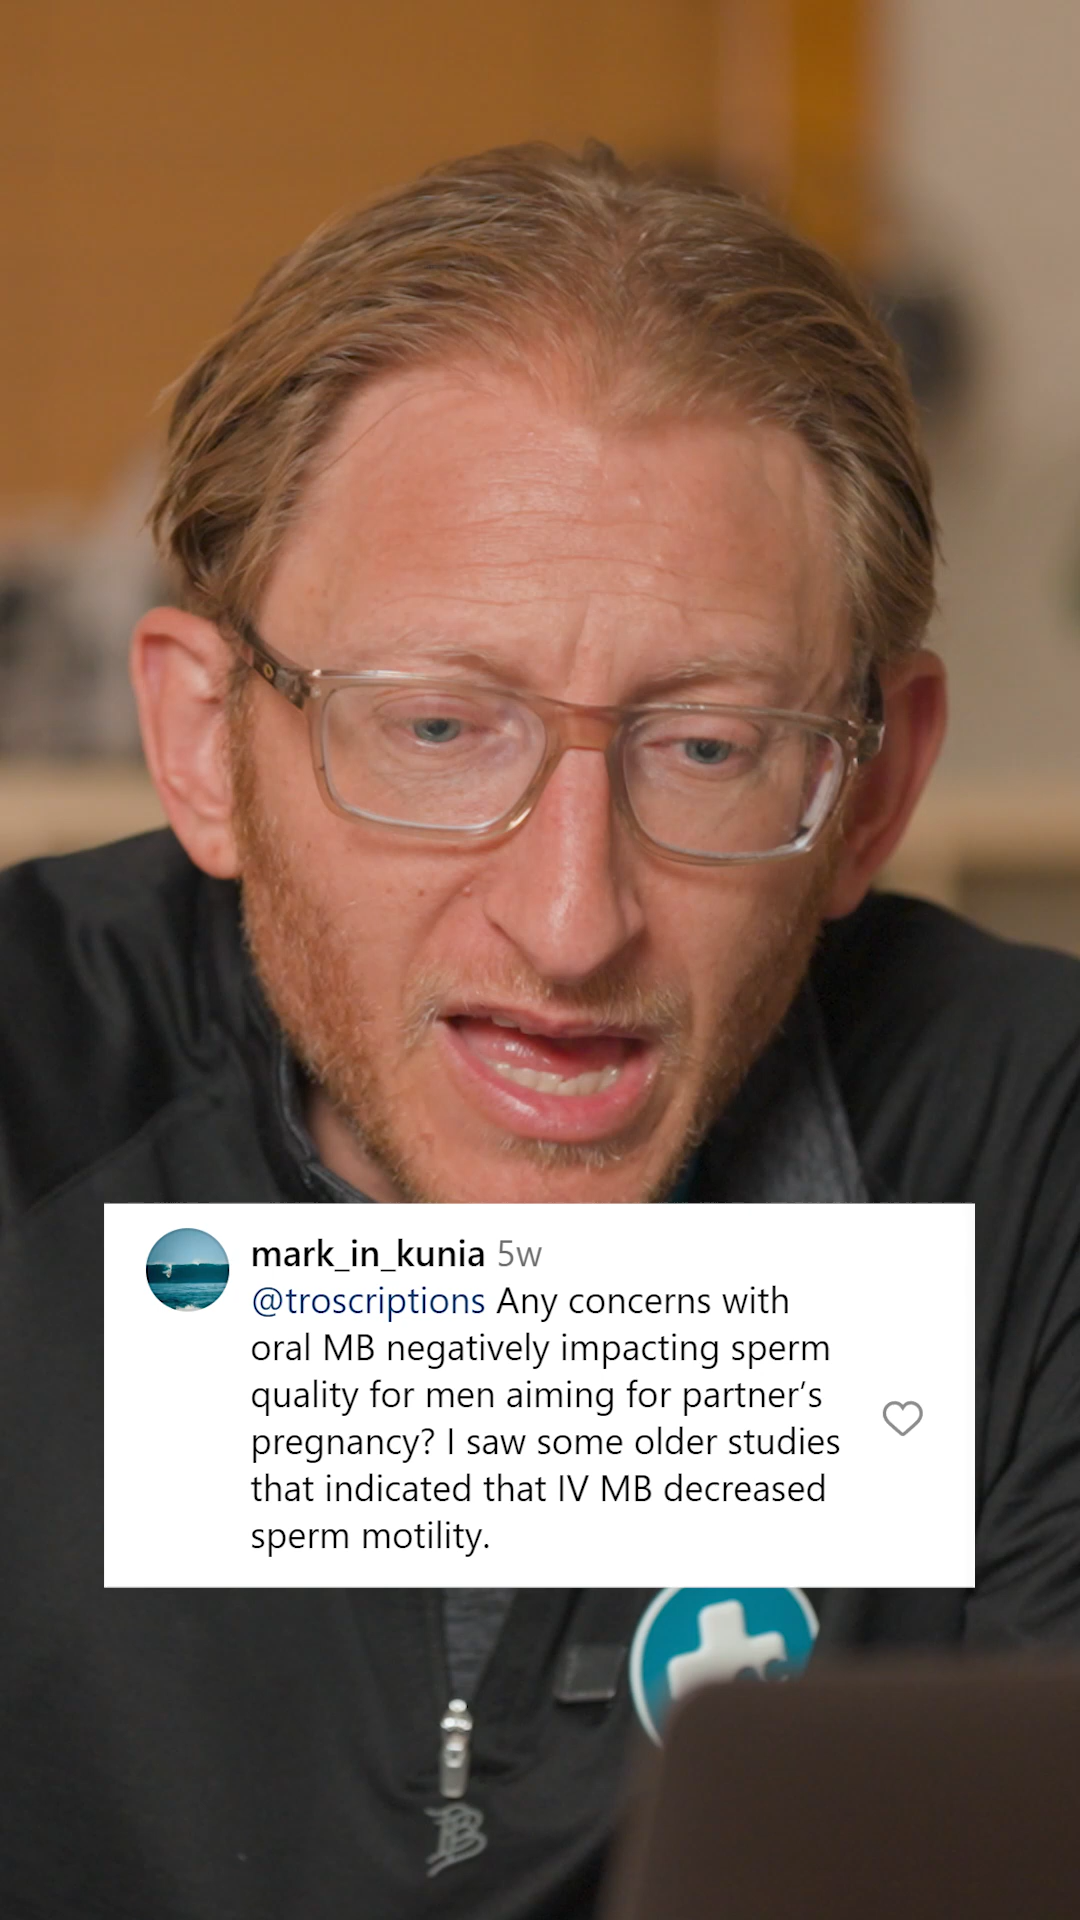 mark_in_kunia 5w
@troscriptions Any concerns with
oral MB negatively impacting sperm
quality for men aiming for partner’s
pregnancy? I saw some older studies
that indicated that IV MB decreased
sperm motility.